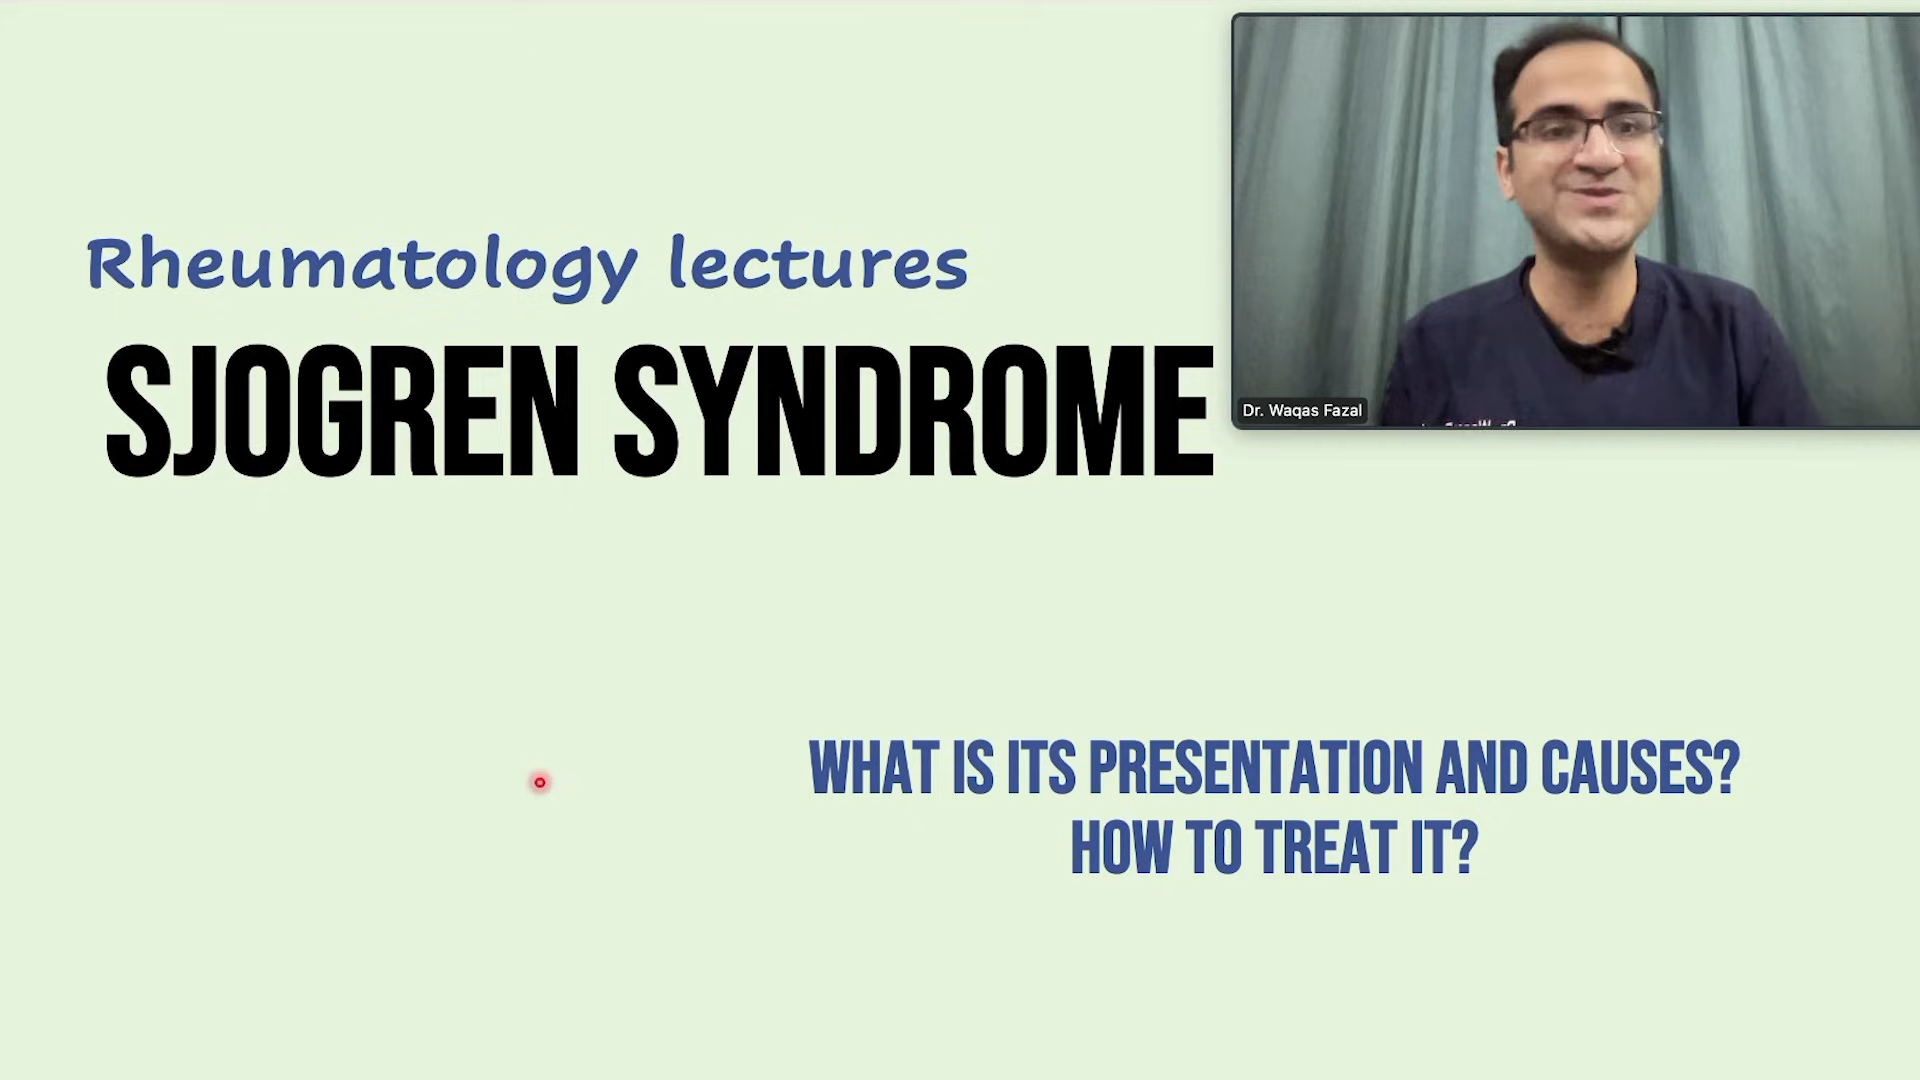 Rheumatology lectures
SJOGREN SYNDROME
Dr. Waqas Fazal
WHAT IS ITS PRESENTATION AND CAUSES?
HOW TO TREAT IT?